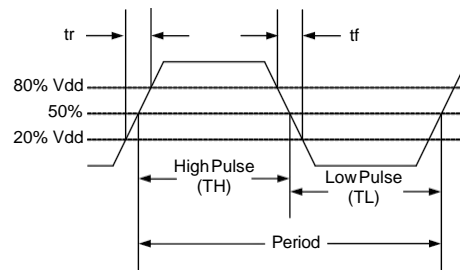 tr
tf
80% Vdd
50%
20% Vdd
High Pulse
(TH)
Low Pulse
(TL)
Period